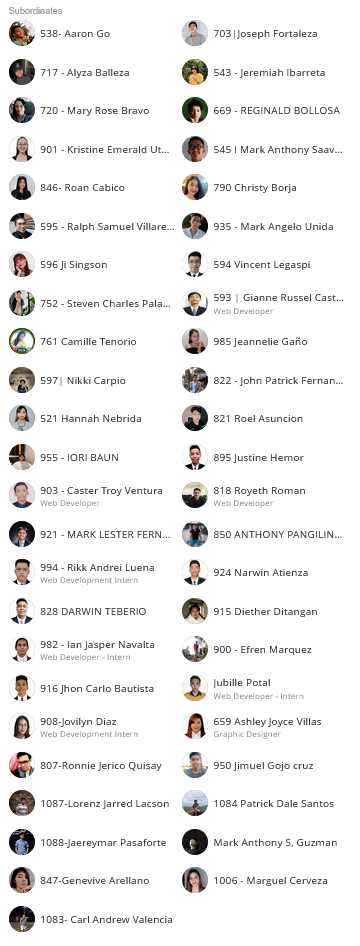 Subordinates
538- Aaron Go
703|Joseph Fortaleza
717 - Alyza Balleza
543 - Jeremiah Ibarreta
720 - Mary Rose Bravo
669 - REGINALD BOLLOSA
901 - Kristine Emerald Ut...
545 I Mark Anthony Saav...
846- Roan Cabico
790 Christy Borja
595 - Ralph Samuel Villare...
935 - Mark Angelo Unida
596 Ji Singson
594 Vincent Legaspi
752 - Steven Charles Pala...
593 | Gianne Russel Cast...
Web Developer
761 Camille Tenorio
985 Jeannelie Gaño
597| Nikki Carpio
822 - John Patrick Fernan...
521 Hannah Nebrida
821 Roel Asuncion
955 - IORI BAUN
895 Justine Hemor
903 - Caster Troy Ventura
Web Developer
818 Royeth Roman
Web Developer
921 - MARK LESTER FERN...
850 ANTHONY PANGILIN...
994 - Rikk Andrei Luena
Web Development Intern
924 Narwin Atienza
828 DARWIN TEBERIO
915 Diether Ditangan
982 - Ian Jasper Navalta
Web Developer - Intern
900 - Efren Marquez
916 Jhon Carlo Bautista
Jubille Potal
Web Developer - Intern
908-Jovilyn Diaz
Web Development Intern
659 Ashley Joyce Villas
Graphic Designer
807-Ronnie Jerico Quisay
950 Jimuel Gojo cruz
1087-Lorenz Jarred Lacson
1084 Patrick Dale Santos
1088-Jaereymar Pasaforte
Mark Anthony S, Guzman
847-Genevive Arellano
1006 - Marguel Cerveza
1083- Carl Andrew Valencia